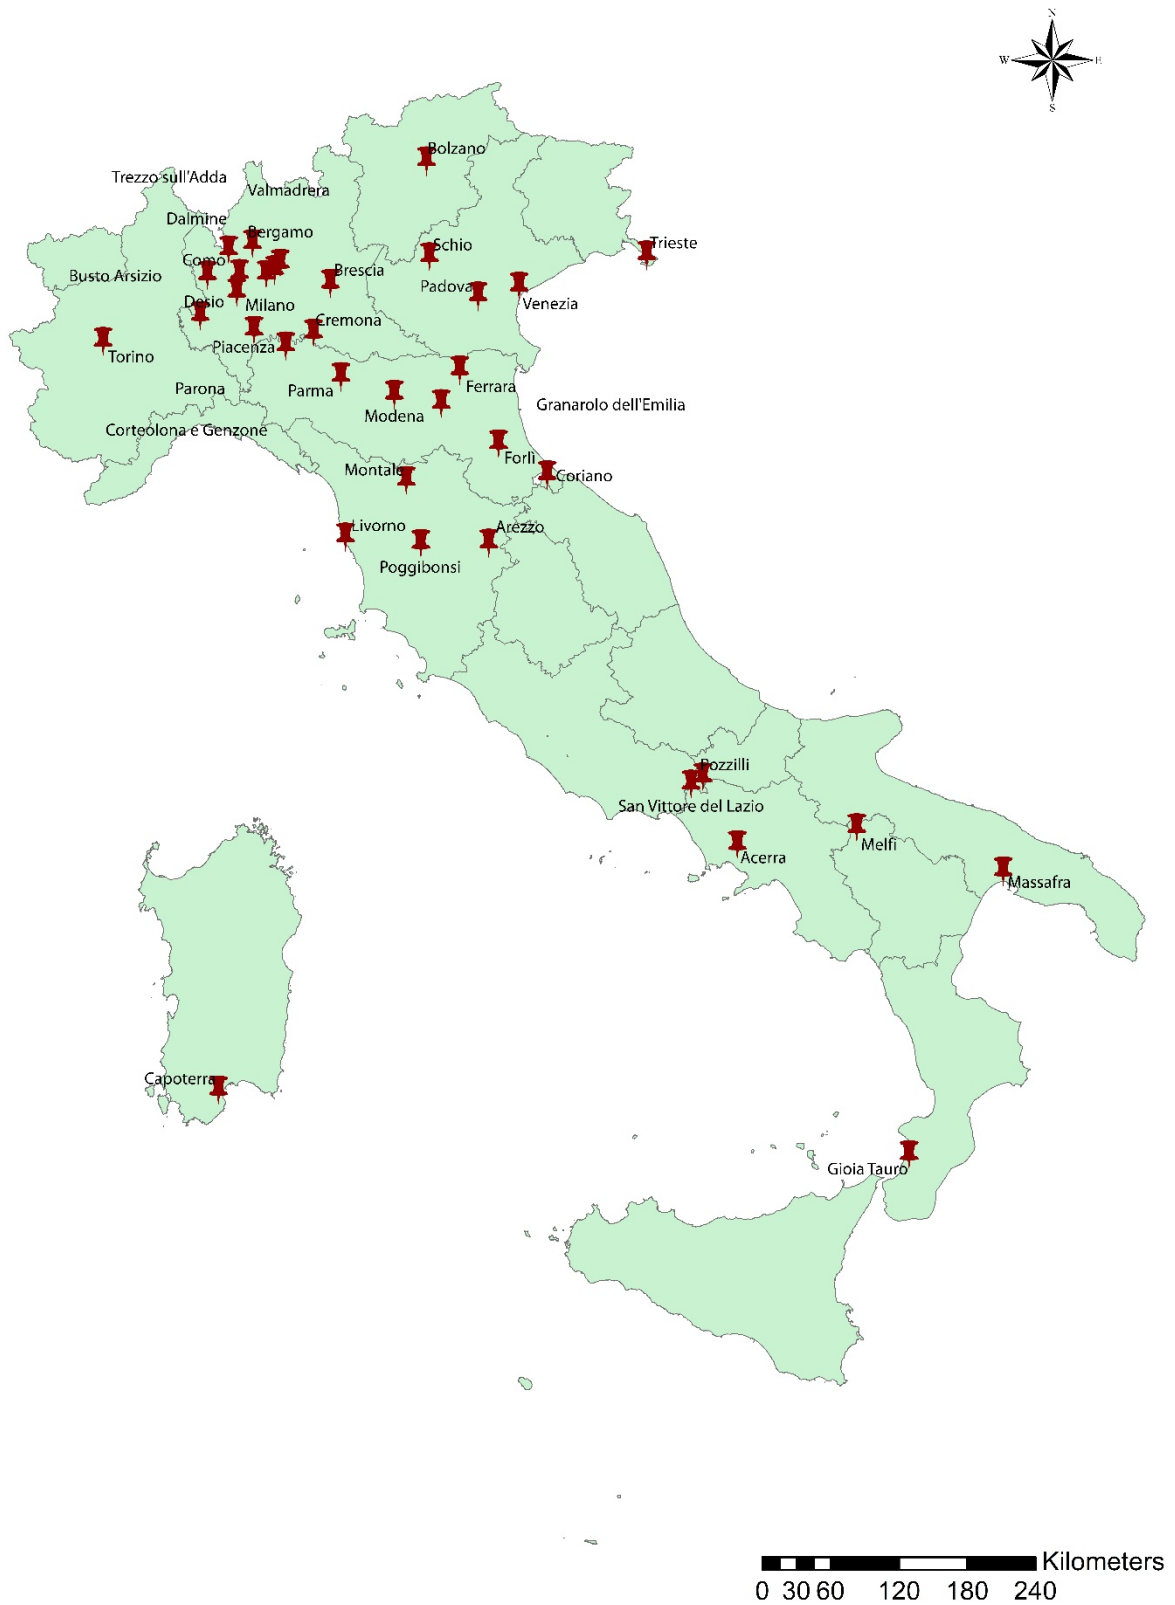 N
W
E
S
Bolzano
Trezzo sull'Adda
Valmadrera
Dalmine
Bergamo
Schio
Trieste
Como
Brescia
Busto Arsizio
Padova
Desio
Milano
Venezia
Cremona
Piacenza
Torino
Parona
Parma
Ferrara
Modena
Granarolo dell'Emilia
Corteolona e Genzone
Forlì
Montale
Coriano
Livorno
Arezzo
Poggibonsi
Pozzilli
San Vittore del Lazio
Melfi
Acerra
Massafra
Capoterra
Gioia Tauro
Kilometers
0 30 60 120 180 240